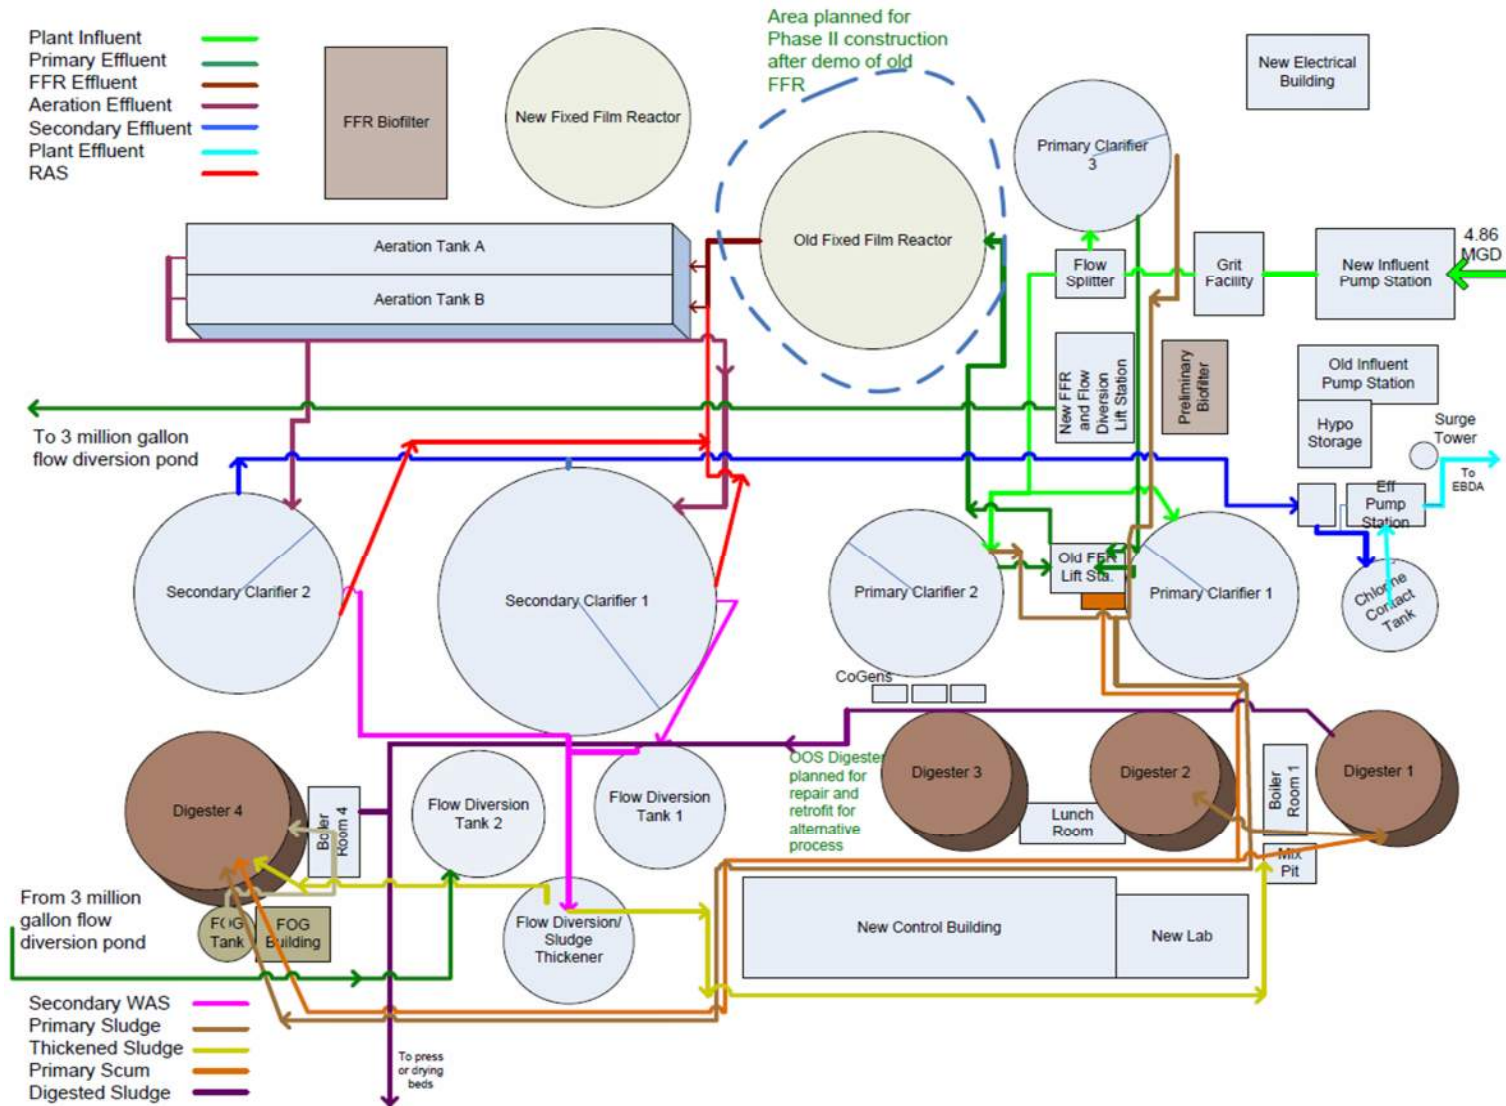 Plant Influent
Primary Effluent
FFR Effluent
Aeration Effluent
Secondary Effluent
Plant Effluent
RAS
FFR Biofilter
New Fixed Film Reactor
Area planned for
Phase II construction
after demo of old
FFR
New Electrical
Building
Primary Clarifier
3
Aeration Tank A
Aeration Tank B
Old Fixed Film Reactor
Flow
Splitter
Grit
Facility
New Influent
Pump Station
4.86
MGD
New FFR
and Flow
Diversion
Lift Station
Preliminary
Biofilter
Old Influent
Pump Station
Hypo
Storage
Surge
Tower
To
EBDA
Eff
Pump
Station
Chlorine
Contact
Tank
To 3 million gallon
flow diversion pond
Secondary Clarifier 2
Secondary Clarifier 1
Primary Clarifier 2
Old FFR
Lift Sta.
Primary Clarifier 1
CoGens
Digester 4
Boiler
Room 4
Flow Diversion
Tank 2
Flow Diversion
Tank 1
OOS Digester
planned for
repair and
retrofit for
alternative
process
Digester 3
Lunch
Room
Digester 2
Boiler
Room 1
Mix
Pit
Digester 1
From 3 million
gallon flow
diversion pond
FOG
Tank
FOG
Building
Flow Diversion/
Sludge
Thickener
New Control Building
New Lab
Secondary WAS
Primary Sludge
Thickened Sludge
Primary Scum
Digested Sludge
To press
or drying
beds